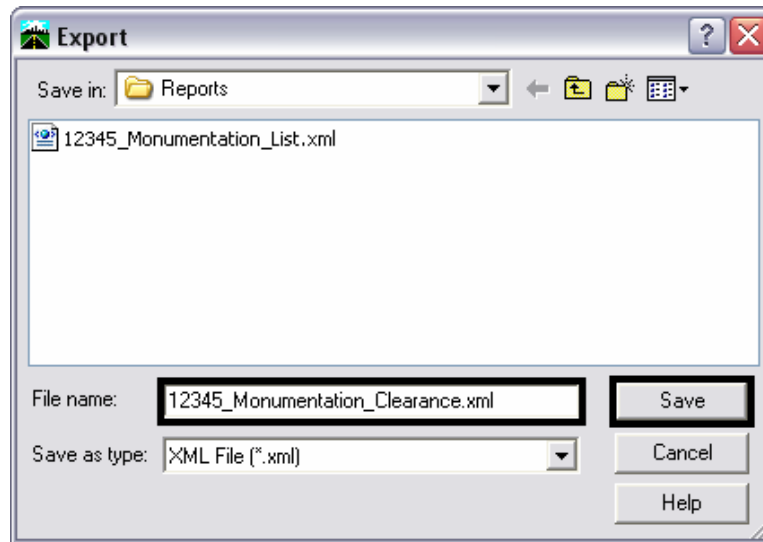 Export
Save in: Reports
12345_Monumentation_List.xml
File name: 12345_Monumentation_Clearance.xml Save
Save as type: XML File (*.xml) Cancel
Help